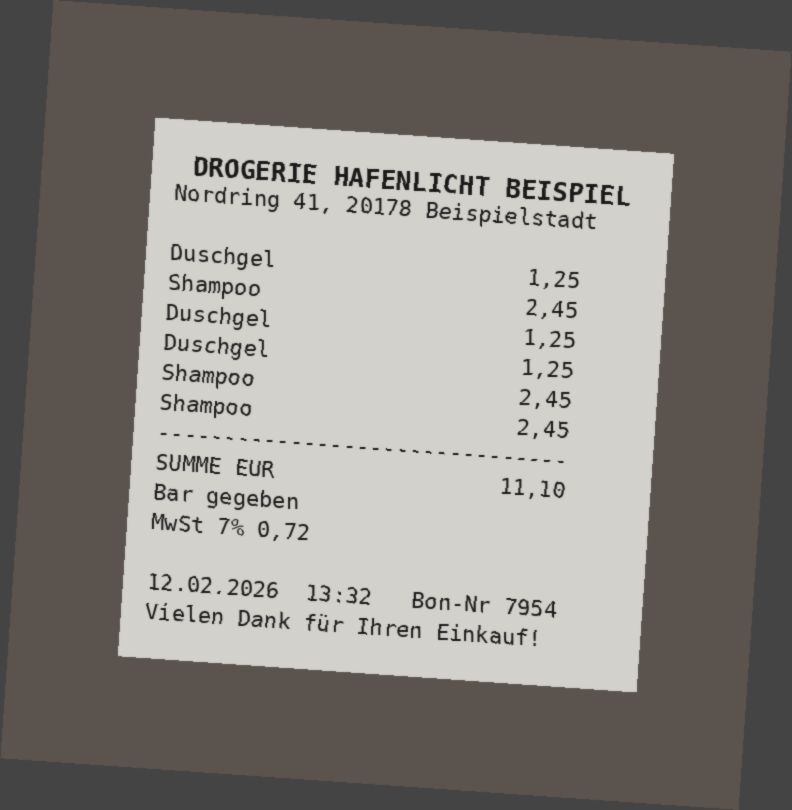 DROGERIE HAFENLICHT BEISPIEL
Nordring 41, 20178 Beispielstadt
Duschgel 1,25
Shampoo 2,45
Duschgel 1,25
Duschgel 1,25
Shampoo 2,45
Shampoo 2,45
--------------------------------
SUMME EUR 11,10
Bar gegeben
MwSt 7% 0,72
12.02.2026 13:32 Bon-Nr 7954
Vielen Dank für Ihren Einkauf!